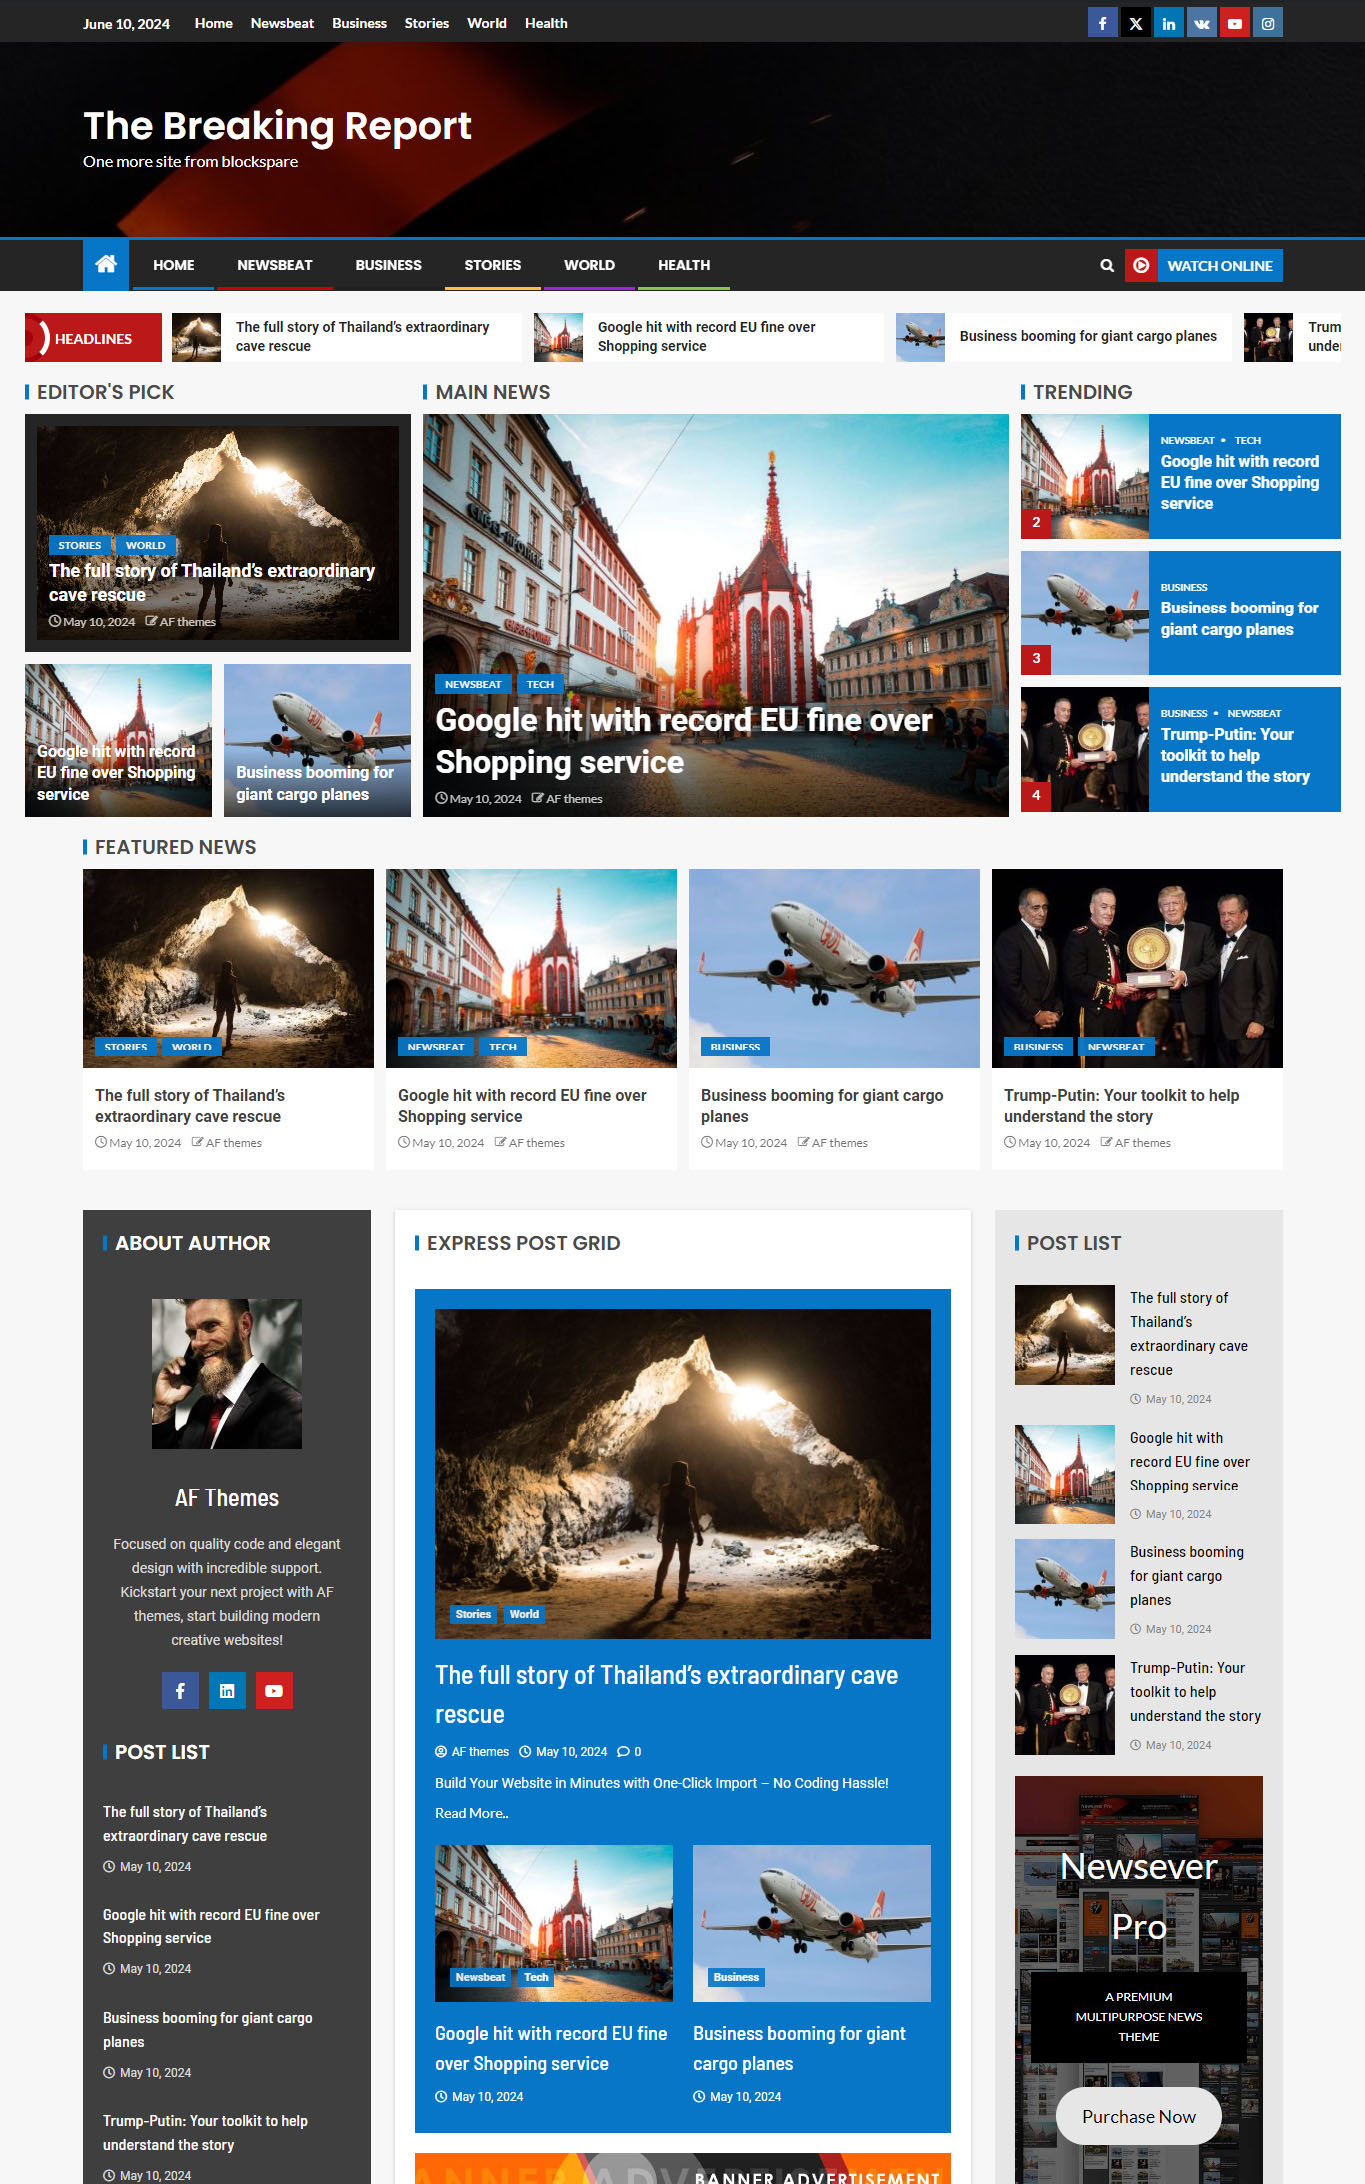 June 10, 2024 Home Newsbeat Business Stories World Health
The Breaking Report
One more site from blockspare
HOME NEWSBEAT BUSINESS STORIES WORLD HEALTH WATCH ONLINE
HEADLINES
The full story of Thailand's extraordinary
cave rescue
Google hit with record EU fine over
Shopping service
Business booming for giant cargo planes
EDITOR'S PICK
STORIES WORLD
The full story of Thailand's extraordinary
cave rescue
May 10, 2024 AF themes
Google hit with record
EU fine over Shopping
service
Business booming for
giant cargo planes
MAIN NEWS
NEWSBEAT TECH
Google hit with record EU fine over
Shopping service
May 10, 2024 AF themes
TRENDING
2
NEWSBEAT • TECH
Google hit with record
EU fine over Shopping
service
3
BUSINESS
Business booming for
giant cargo planes
4
BUSINESS • NEWSBEAT
Trump-Putin: Your
toolkit to help
understand the story
FEATURED NEWS
STORIES WORLD
The full story of Thailand's
extraordinary cave rescue
May 10, 2024 AF themes
NEWSBEAT TECH
Google hit with record EU fine over
Shopping service
May 10, 2024 AF themes
BUSINESS
Business booming for giant cargo
planes
May 10, 2024 AF themes
BUSINESS NEWSBEAT
Trump-Putin: Your toolkit to help
understand the story
May 10, 2024 AF themes
ABOUT AUTHOR
AF Themes
Focused on quality code and elegant
design with incredible support.
Kickstart your next project with AF
themes, start building modern
creative websites!
POST LIST
The full story of Thailand's
extraordinary cave rescue
May 10, 2024
Google hit with record EU fine over
Shopping service
May 10, 2024
Business booming for giant cargo
planes
May 10, 2024
Trump-Putin: Your toolkit to help
understand the story
May 10, 2024
EXPRESS POST GRID
Stories World
The full story of Thailand's extraordinary cave
rescue
AF themes May 10, 2024 0
Build Your Website in Minutes with One-Click Import – No Coding Hassle!
Read More..
Newsbeat Tech
Google hit with record EU fine
over Shopping service
May 10, 2024
Business
Business booming for giant
cargo planes
May 10, 2024
BANNER ADVERTISEMENT
POST LIST
The full story of
Thailand's
extraordinary cave
rescue
May 10, 2024
Google hit with
record EU fine over
Shopping service
May 10, 2024
Business booming
for giant cargo
planes
May 10, 2024
Trump-Putin: Your
toolkit to help
understand the story
May 10, 2024
Newsever
Pro
A PREMIUM
MULTIPURPOSE NEWS
THEME
Purchase Now